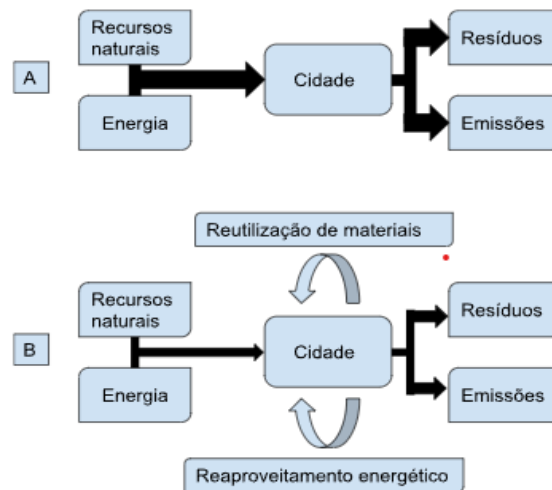 Recursos
naturais
Resíduos
A
Cidade
Energia
Emissões
Reutilização de materiais
Recursos
naturais
Resíduos
B
Cidade
Energia
Emissões
Reaproveitamento energético